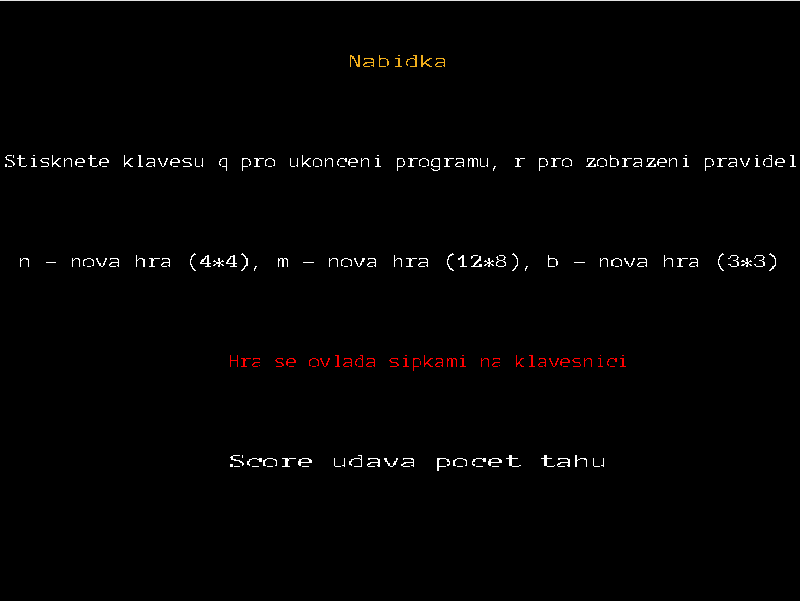 Nabidka
Stisknete klavesu q pro ukonceni programu, r pro zobrazeni pravidel
n - nova hra (4*4), m - nova hra (12*8), b - nova hra (3*3)
Hra se ovlada sipkami na klavesnici
Score udava pocet tahu